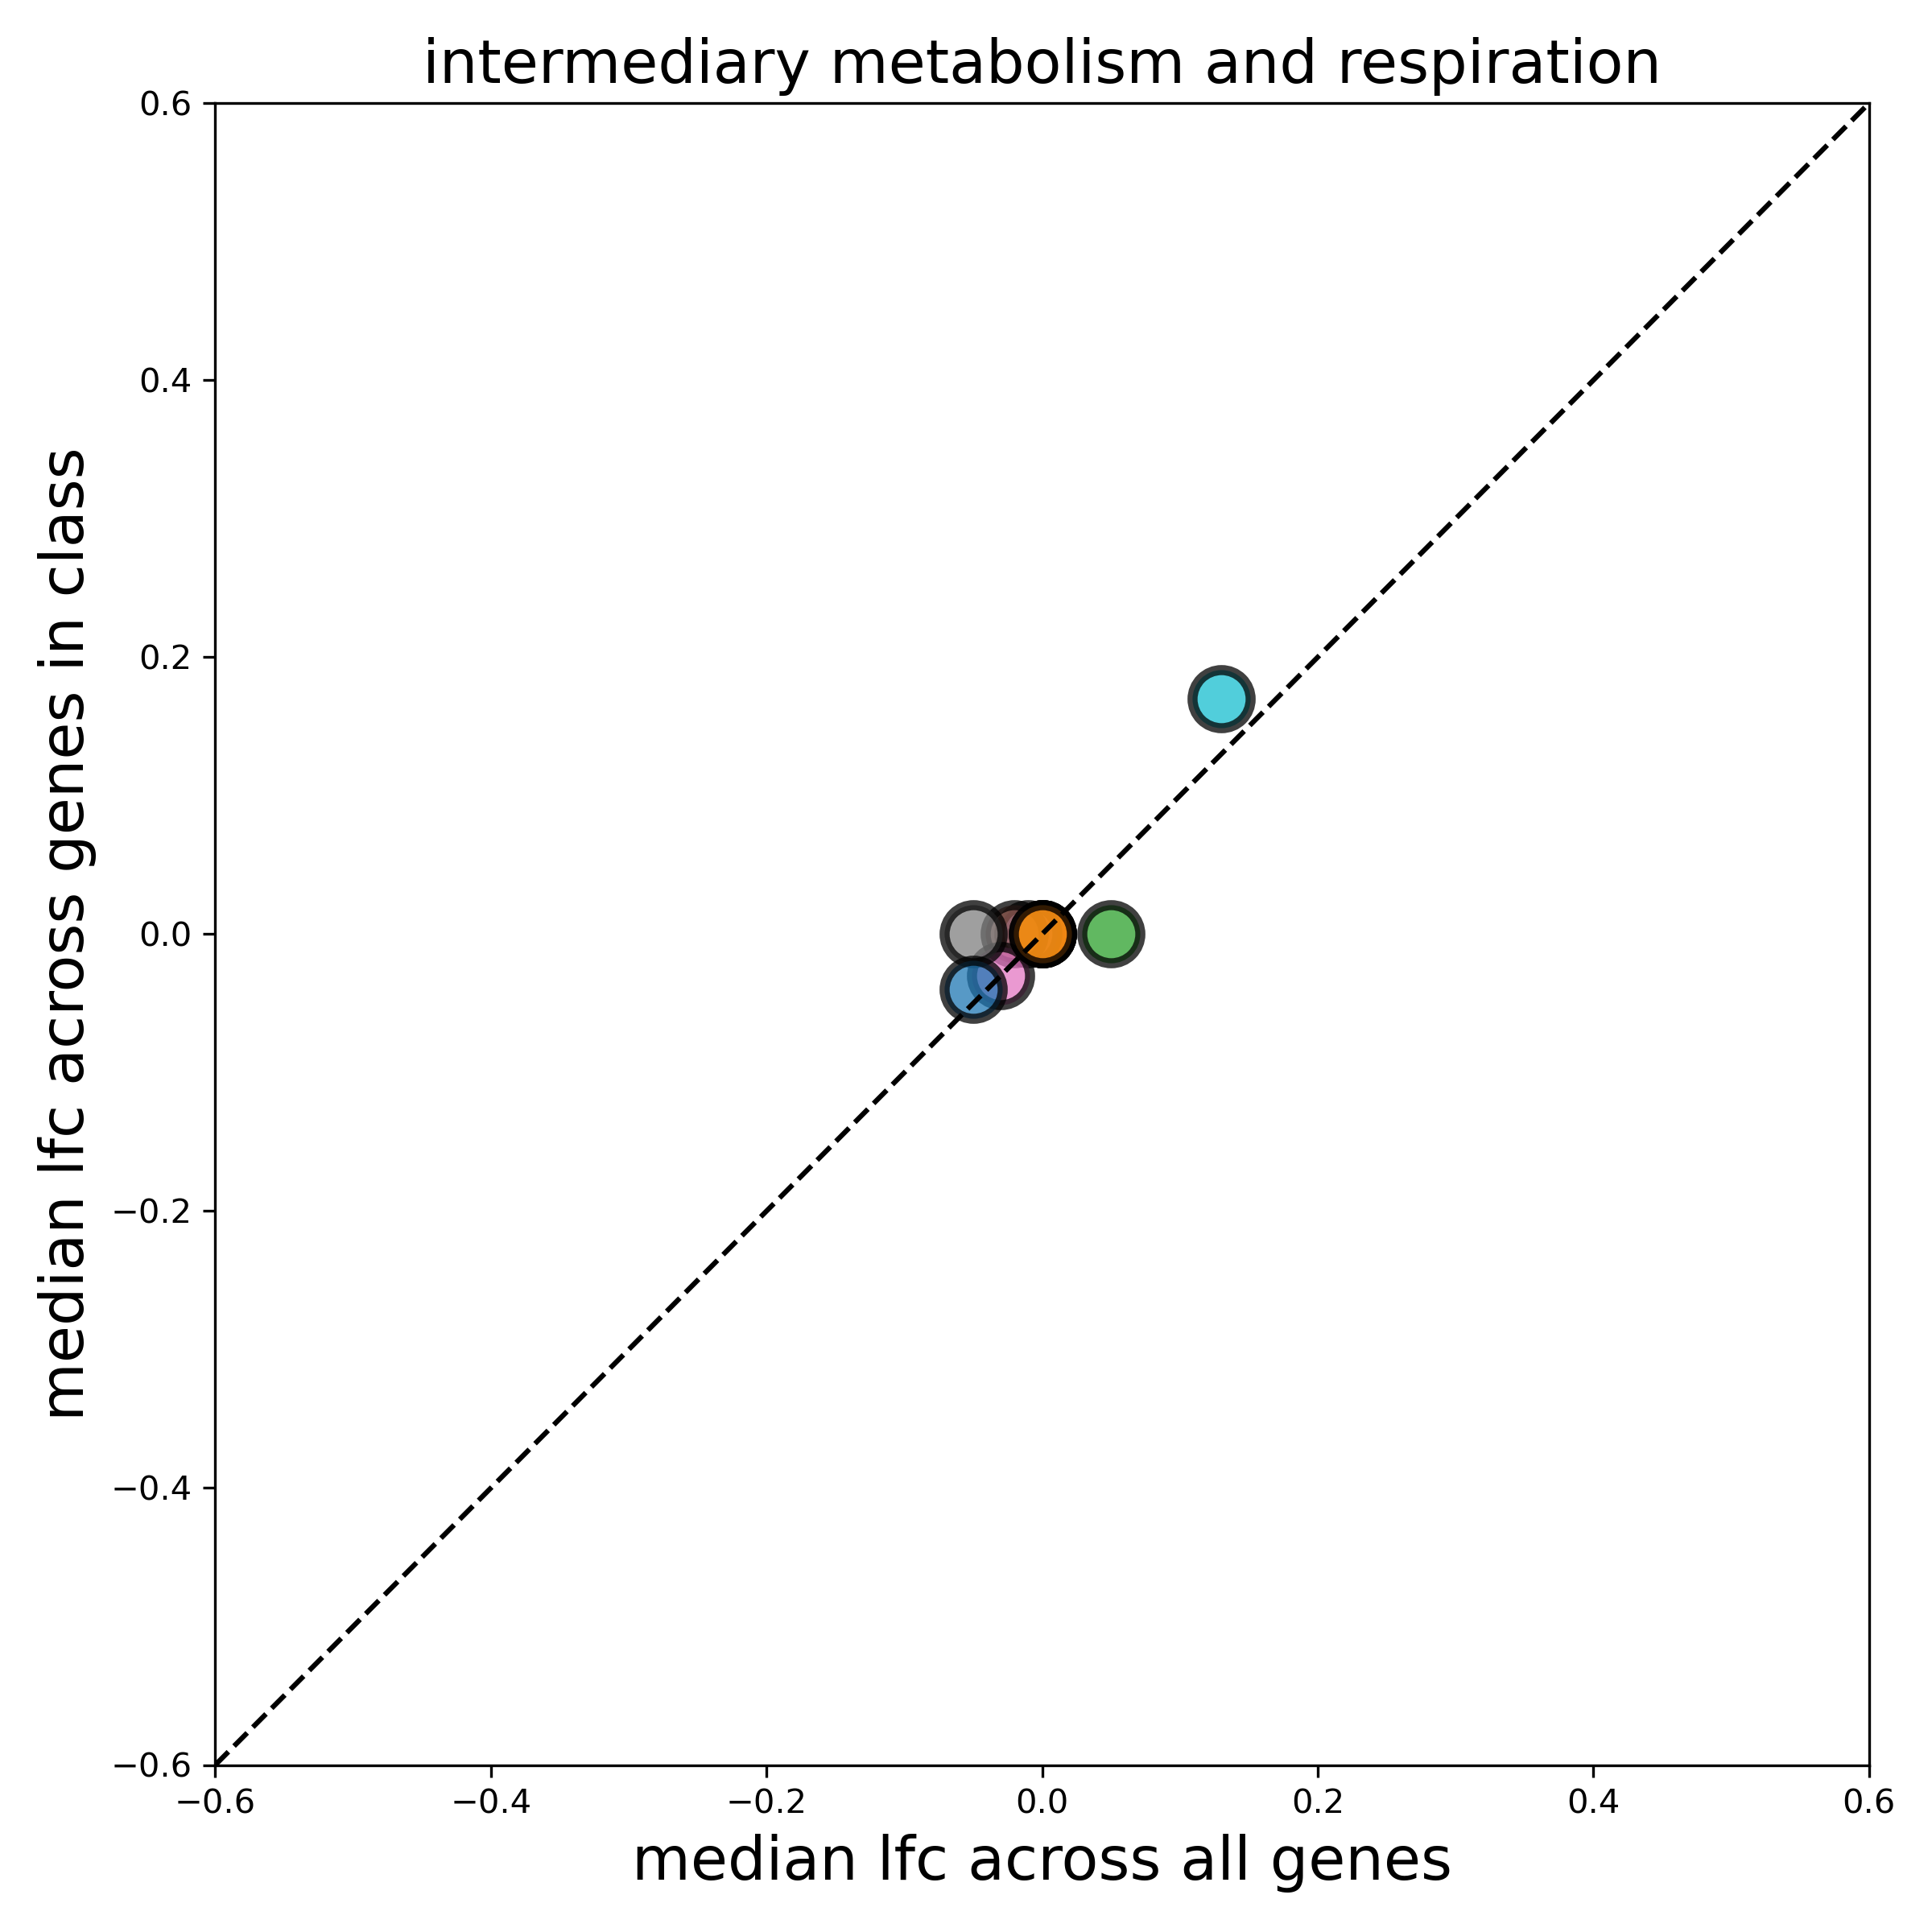 intermediary metabolism and respiration
0.6
0.4
0.2
0.0
−0.2
−0.4
−0.6
median lfc across genes in class
−0.6 −0.4 −0.2 0.0 0.2 0.4 0.6
median lfc across all genes